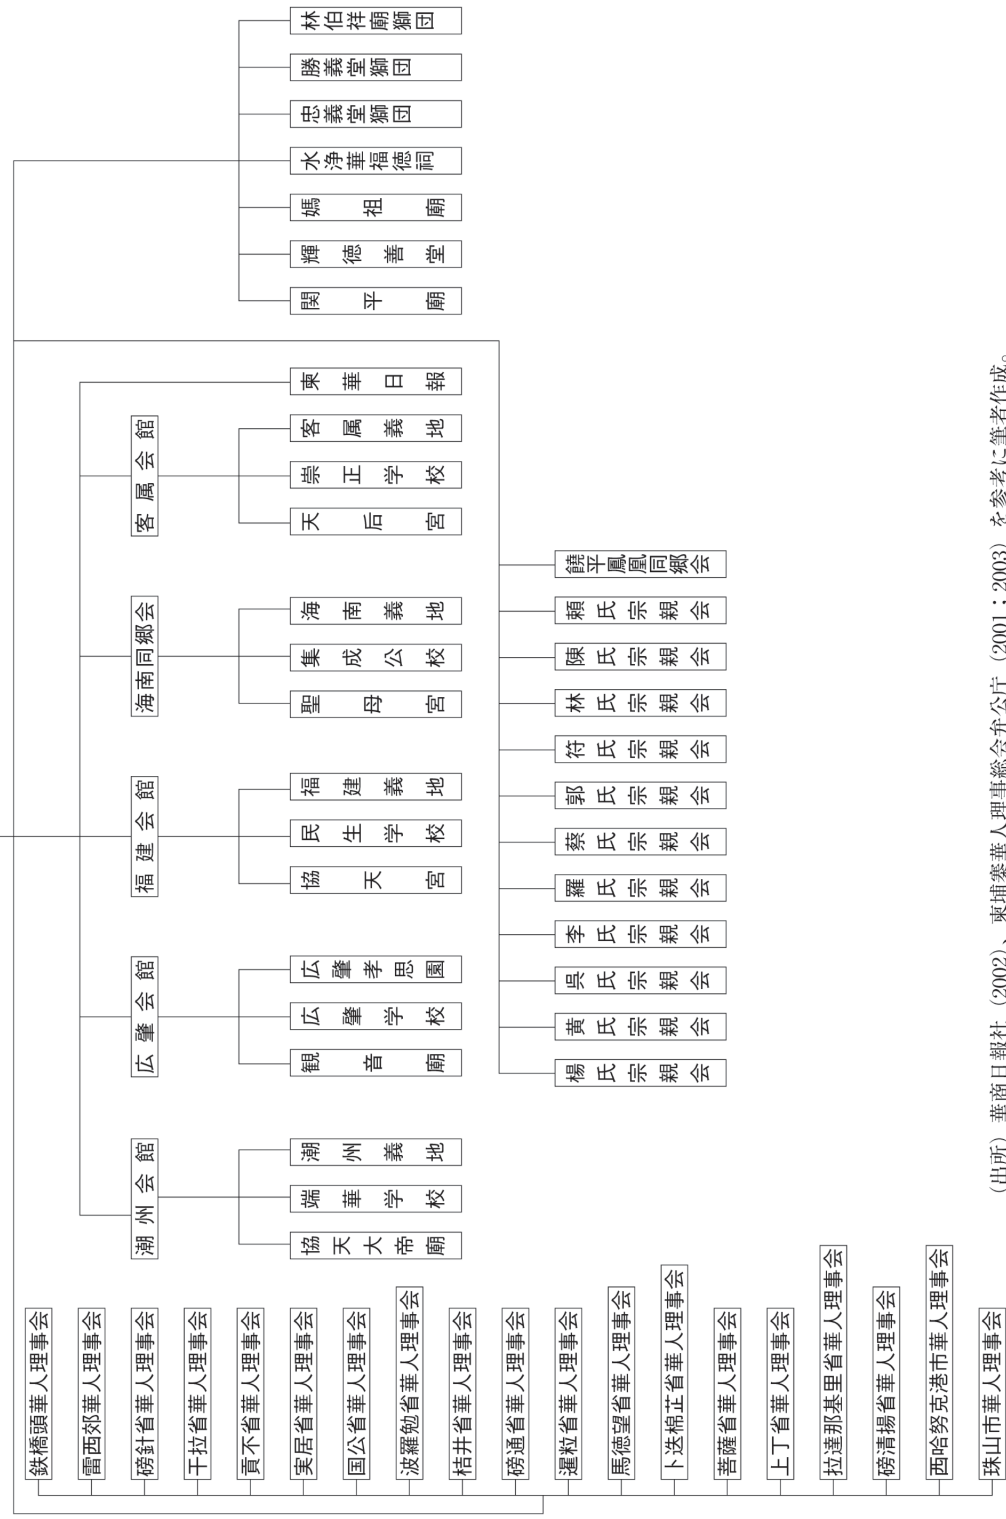 鉄橋頭華人理事会
雷西郊華人理事会
磅針省華人理事会
干拉省華人理事会
貢不省華人理事会
実居省華人理事会
国公省華人理事会
波羅勉省華人理事会
桔井省華人理事会
磅通省華人理事会
暹粒省華人理事会
馬徳望省華人理事会
卜迭棉芷省華人理事会
菩薩省華人理事会
上丁省華人理事会
拉達那基里省華人理事会
磅清揚省華人理事会
西哈努克港市華人理事会
珠山市華人理事会
潮州会館
協天大帝廟
端華学校
潮州義地
広肇会館
観音廟
広肇学校
広肇孝思園
福建会館
協天宮
民生学校
福建義地
海南同郷会
聖母宮
集成公校
海南義地
客属会館
天后宮
崇正学校
客属義地
柬華日報
関平廟
輝徳善堂
媽祖廟
水浄華福徳祠
忠義堂獅団
勝義堂獅団
林伯祥廟獅団
楊氏宗親会
黄氏宗親会
呉氏宗親会
李氏宗親会
羅氏宗親会
蔡氏宗親会
郭氏宗親会
符氏宗親会
林氏宗親会
陳氏宗親会
頼氏宗親会
饒平鳳凰同郷会
（出所）華商日報社（2002）、柬埔寨華人理事総会弁公庁（2001；2003）を参考に筆者作成。